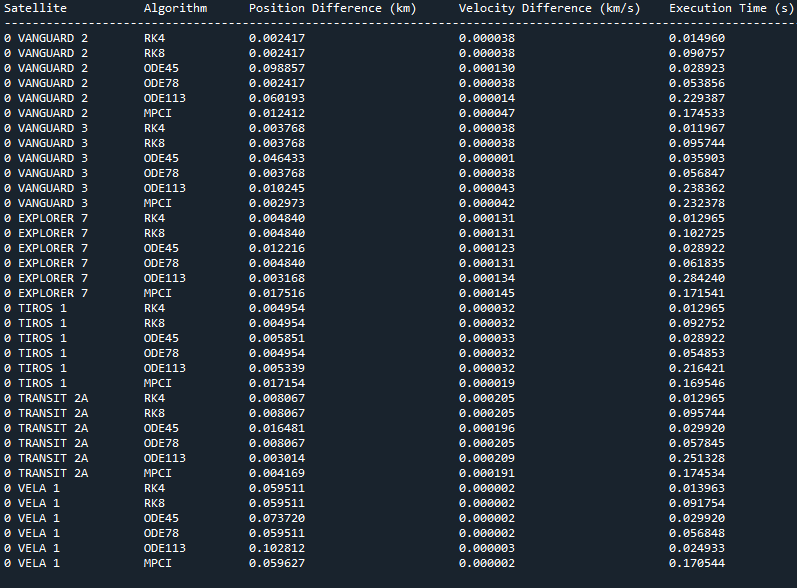 Satellite Algorithm Position Difference (km) Velocity Difference (km/s) Execution Time (s)
--------------------------------------------------------------------------------------------------------------
0 VANGUARD 2 RK4 0.002417 0.000038 0.014960
0 VANGUARD 2 RK8 0.002417 0.000038 0.090757
0 VANGUARD 2 ODE45 0.098857 0.000130 0.028923
0 VANGUARD 2 ODE78 0.002417 0.000038 0.053856
0 VANGUARD 2 ODE113 0.060193 0.000014 0.229387
0 VANGUARD 2 MPCI 0.012412 0.000047 0.174533
0 VANGUARD 3 RK4 0.003768 0.000038 0.011967
0 VANGUARD 3 RK8 0.003768 0.000038 0.095744
0 VANGUARD 3 ODE45 0.046433 0.000001 0.035903
0 VANGUARD 3 ODE78 0.003768 0.000038 0.056847
0 VANGUARD 3 ODE113 0.010245 0.000043 0.238362
0 VANGUARD 3 MPCI 0.002973 0.000042 0.232378
0 EXPLORER 7 RK4 0.004840 0.000131 0.012965
0 EXPLORER 7 RK8 0.004840 0.000131 0.102725
0 EXPLORER 7 ODE45 0.012216 0.000123 0.028922
0 EXPLORER 7 ODE78 0.004840 0.000131 0.061835
0 EXPLORER 7 ODE113 0.003168 0.000134 0.284240
0 EXPLORER 7 MPCI 0.017516 0.000145 0.171541
0 TIROS 1 RK4 0.004954 0.000032 0.012965
0 TIROS 1 RK8 0.004954 0.000032 0.092752
0 TIROS 1 ODE45 0.005851 0.000033 0.028922
0 TIROS 1 ODE78 0.004954 0.000032 0.054853
0 TIROS 1 ODE113 0.005339 0.000032 0.216421
0 TIROS 1 MPCI 0.017154 0.000019 0.169546
0 TRANSIT 2A RK4 0.008067 0.000205 0.012965
0 TRANSIT 2A RK8 0.008067 0.000205 0.095744
0 TRANSIT 2A ODE45 0.016481 0.000196 0.029920
0 TRANSIT 2A ODE78 0.008067 0.000205 0.057845
0 TRANSIT 2A ODE113 0.003014 0.000209 0.251328
0 TRANSIT 2A MPCI 0.004169 0.000191 0.174534
0 VELA 1 RK4 0.059511 0.000002 0.013963
0 VELA 1 RK8 0.059511 0.000002 0.091754
0 VELA 1 ODE45 0.073720 0.000002 0.029920
0 VELA 1 ODE78 0.059511 0.000002 0.056848
0 VELA 1 ODE113 0.102812 0.000003 0.024933
0 VELA 1 MPCI 0.059627 0.000002 0.170544